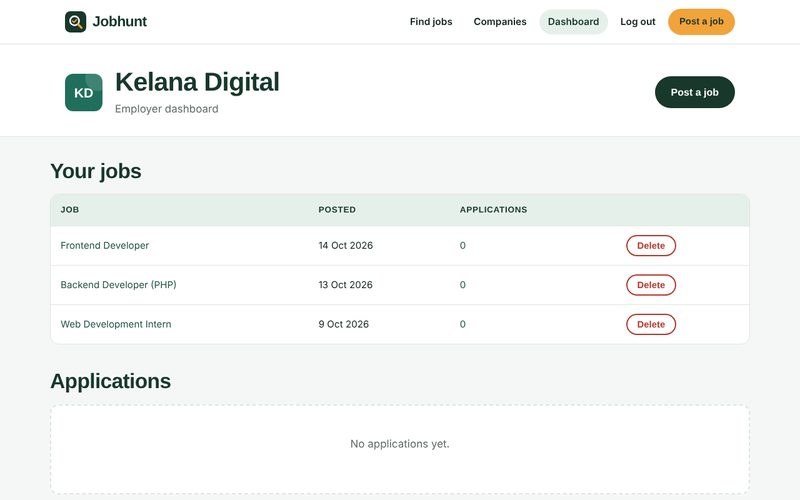 Jobhunt
Find jobs Companies Dashboard Log out Post a job
KD
Kelana Digital
Employer dashboard
Post a job
Your jobs
JOB POSTED APPLICATIONS
Frontend Developer 14 Oct 2026 0 Delete
Backend Developer (PHP) 13 Oct 2026 0 Delete
Web Development Intern 9 Oct 2026 0 Delete
Applications
No applications yet.